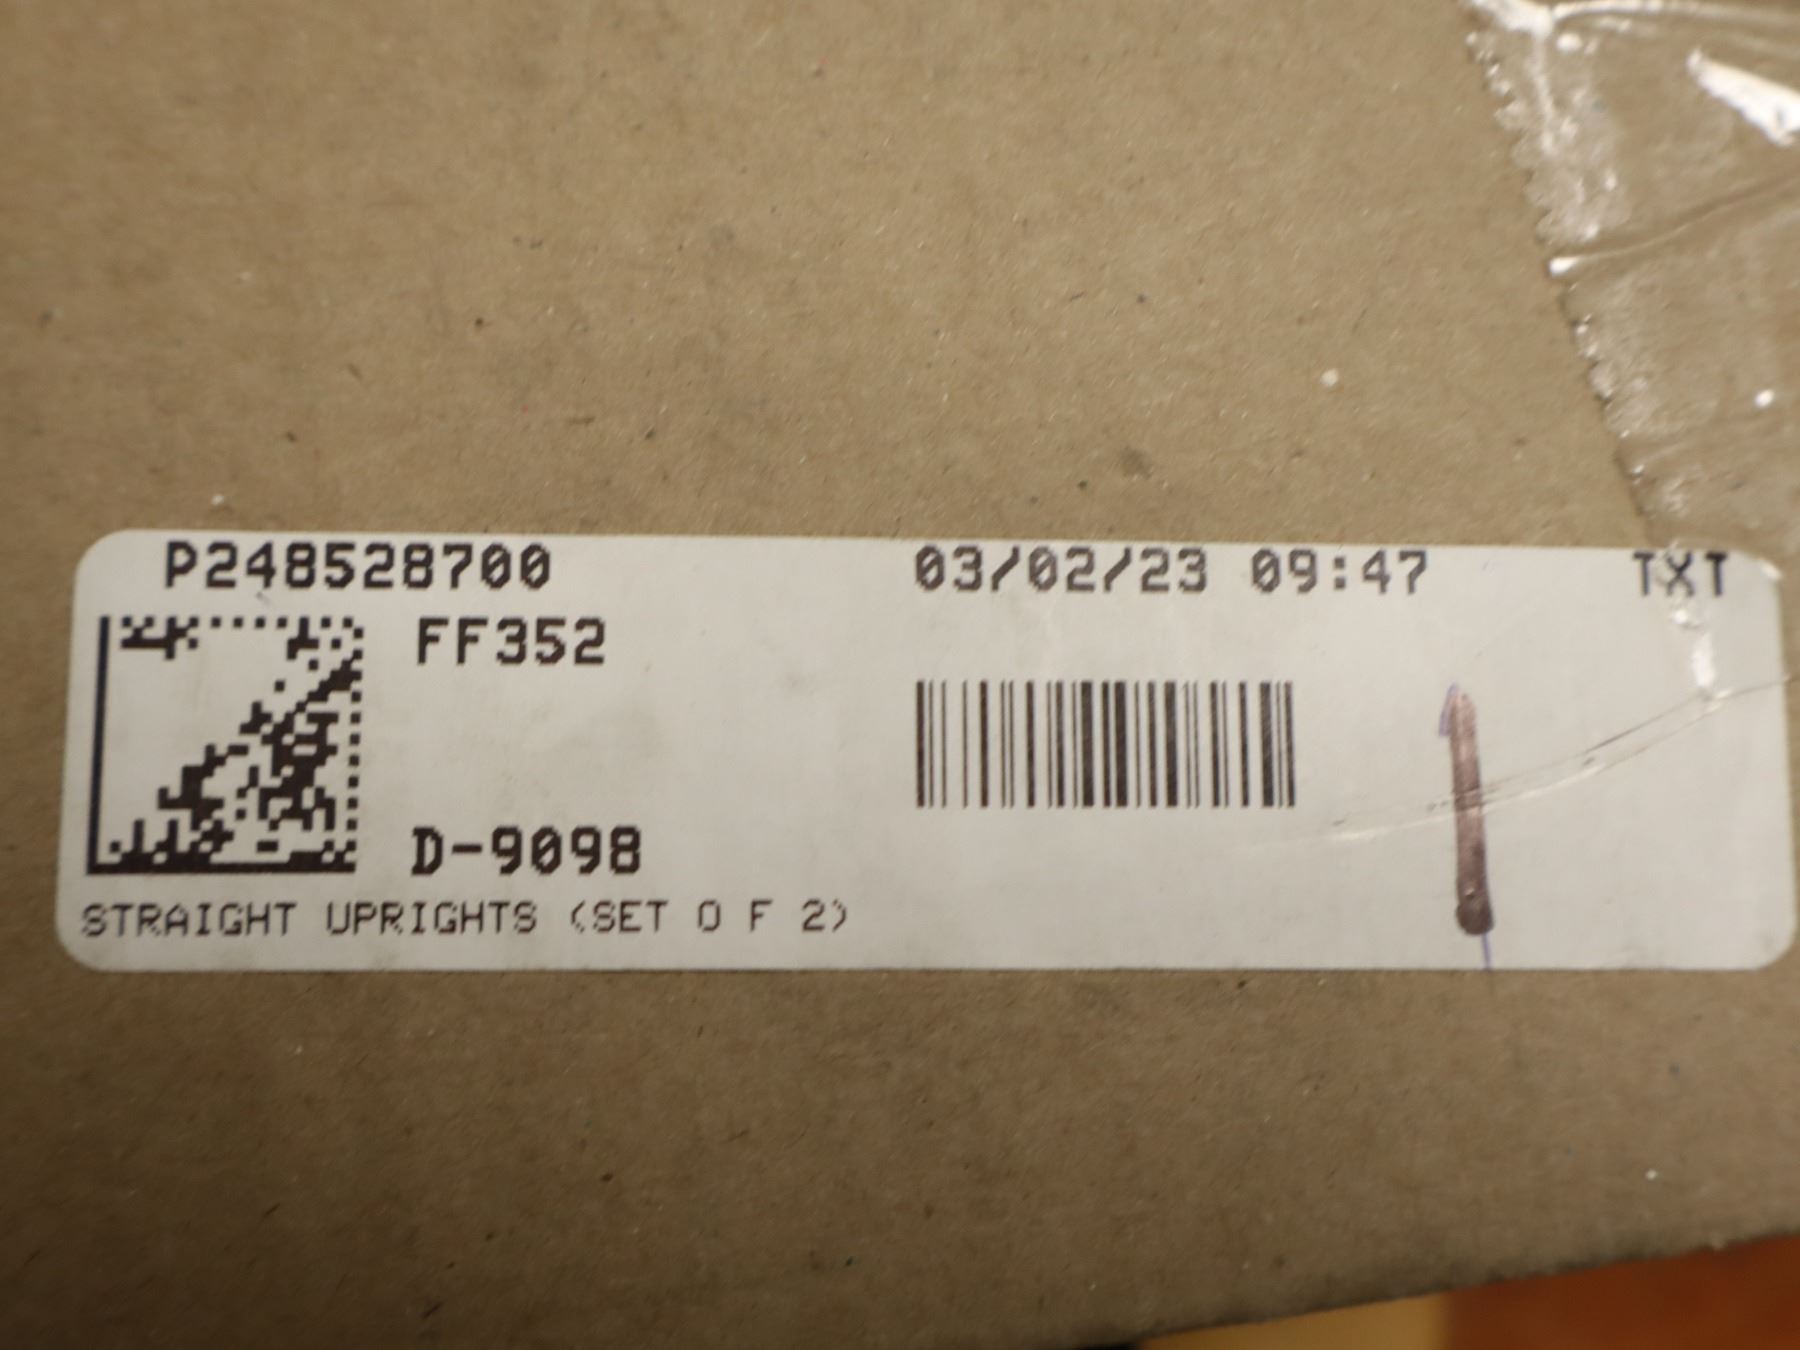 P248528700 03/02/23 09:47 TXT
FF352
D-9098
STRAIGHT UPRIGHTS (SET O F 2)